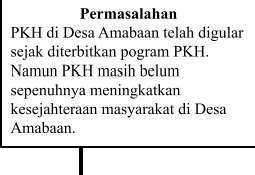 Permasalahan
PKH di Desa Amabaan telah digular
sejak diterbitkan pogram PKH.
Namun PKH masih belum
sepenuhnya meningkatkan
kesejahteraan masyarakat di Desa
Amabaan.